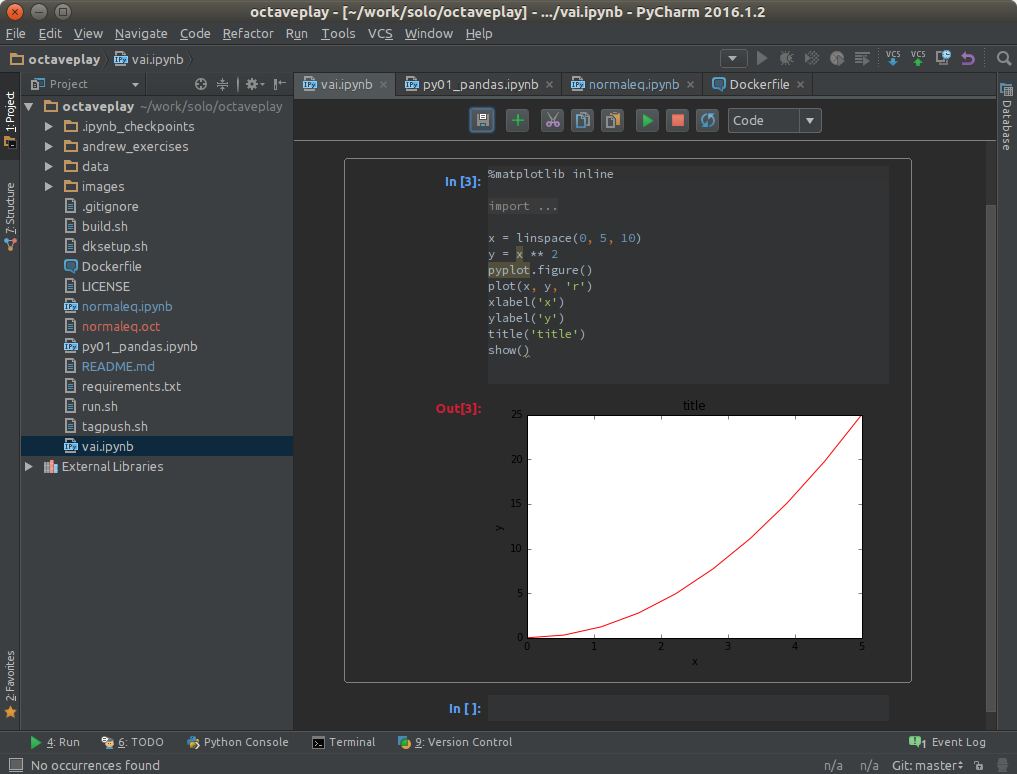 octaveplay - [~/work/solo/octaveplay] - .../vai.ipynb - PyCharm 2016.1.2
File Edit View Navigate Code Refactor Run Tools VCS Window Help
octaveplay vai.ipynb VCS VCS
Project
vai.ipynb py01_pandas.ipynb normaleq.ipynb Dockerfile
1: Project
7: Structure
2: Favorites
octaveplay ~/work/solo/octaveplay
.ipynb_checkpoints
andrew_exercises
data
images
.gitignore
build.sh
dksetup.sh
Dockerfile
LICENSE
normaleq.ipynb
normaleq.oct
py01_pandas.ipynb
README.md
requirements.txt
run.sh
tagpush.sh
vai.ipynb
External Libraries
Code
In [3]:
%matplotlib inline
import ...
x = linspace(0, 5, 10)
y = x ** 2
pyplot.figure()
plot(x, y, 'r')
xlabel('x')
ylabel('y')
title('title')
show()
Out[3]:
title
25
20
15
10
5
0
y
0 1 2 3 4 5
x
In [ ]:
Database
4: Run 6: TODO Python Console Terminal 9: Version Control 1 Event Log
No occurrences found n/a n/a Git: master